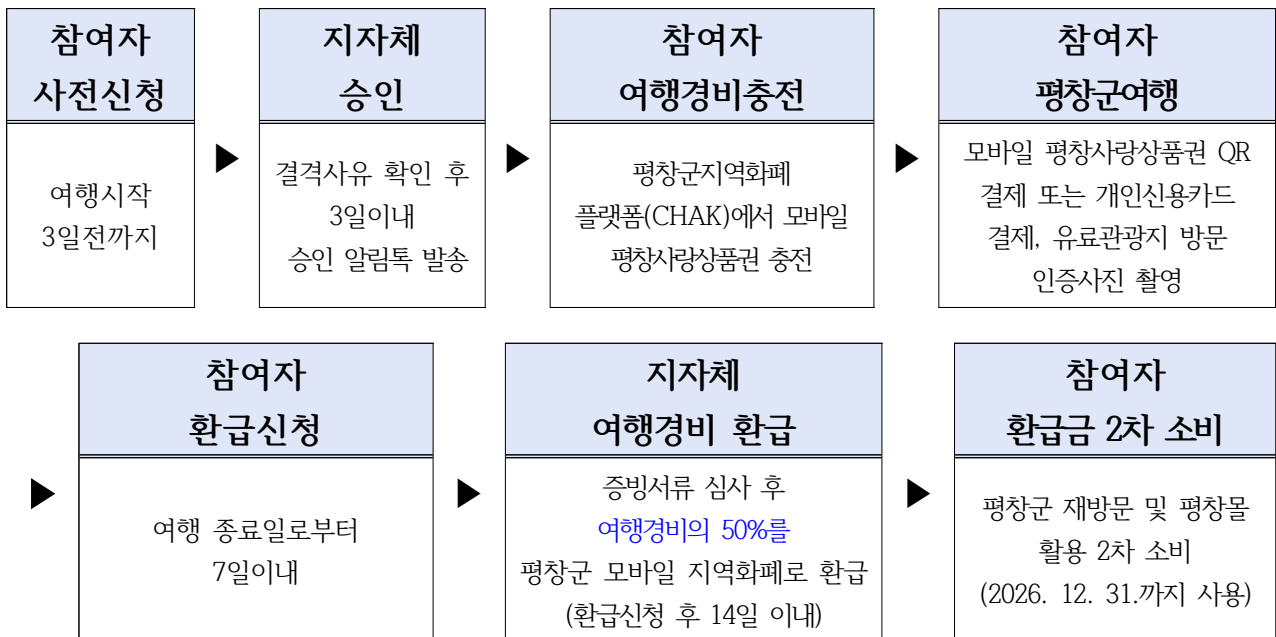 참여자
사전신청
여행시작
3일전까지
▶
지자체
승인
결격사유 확인 후
3일이내
승인 알림톡 발송
▶
참여자
여행경비충전
평창군지역화폐
플랫폼(CHAK)에서 모바일
평창사랑상품권 충전
▶
참여자
평창군여행
모바일 평창사랑상품권 QR
결제 또는 개인신용카드
결제, 유료관광지 방문
인증사진 촬영
▶
참여자
환급신청
여행 종료일로부터
7일이내
▶
지자체
여행경비 환급
증빙서류 심사 후
여행경비의 50%를
평창군 모바일 지역화폐로 환급
(환급신청 후 14일 이내)
▶
참여자
환급금 2차 소비
평창군 재방문 및 평창몰
활용 2차 소비
(2026. 12. 31.까지 사용)